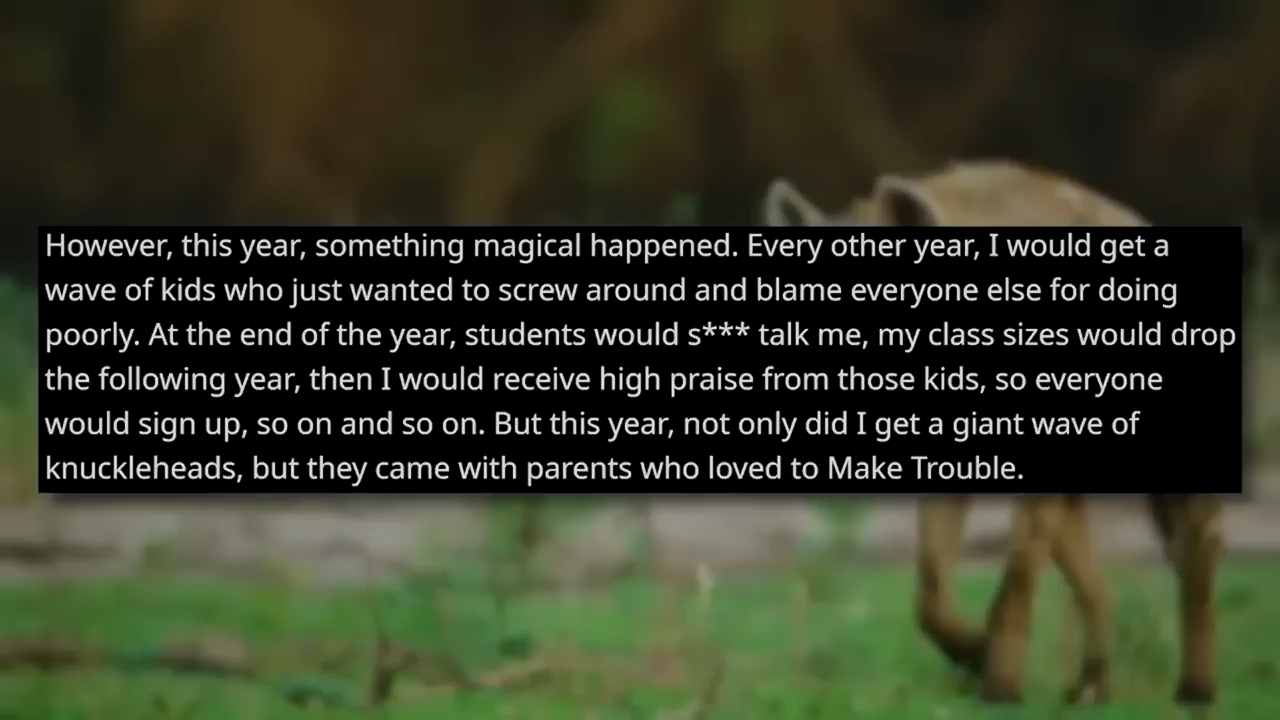 However, this year, something magical happened. Every other year, I would get a
wave of kids who just wanted to screw around and blame everyone else for doing
poorly. At the end of the year, students would s*** talk me, my class sizes would drop
the following year, then I would receive high praise from those kids, so everyone
would sign up, so on and so on. But this year, not only did I get a giant wave of
knuckleheads, but they came with parents who loved to Make Trouble.